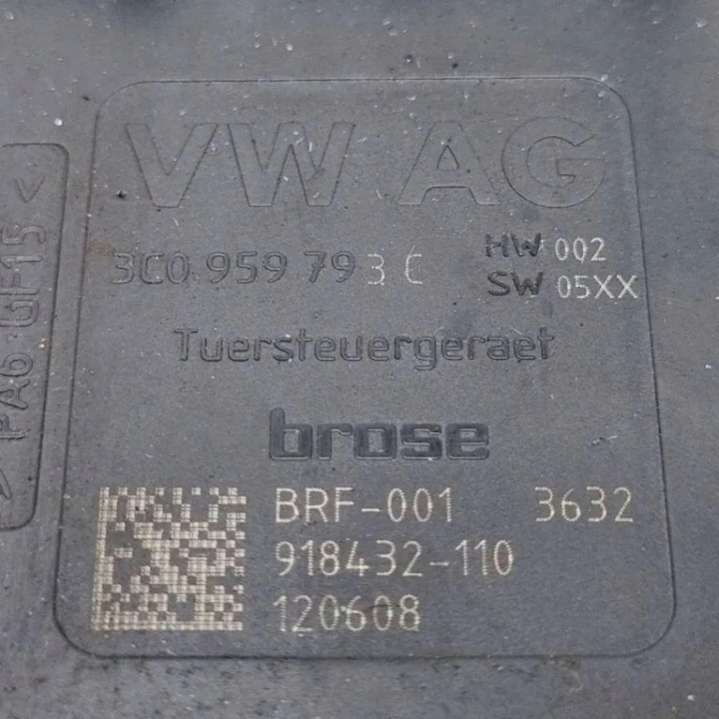 VW AG
3C0 959 793 C
HW 002
SW 05XX
Tuersteuergeraet
brose
BRF-001 3632
918432-110
120608
>PA6 GF15<